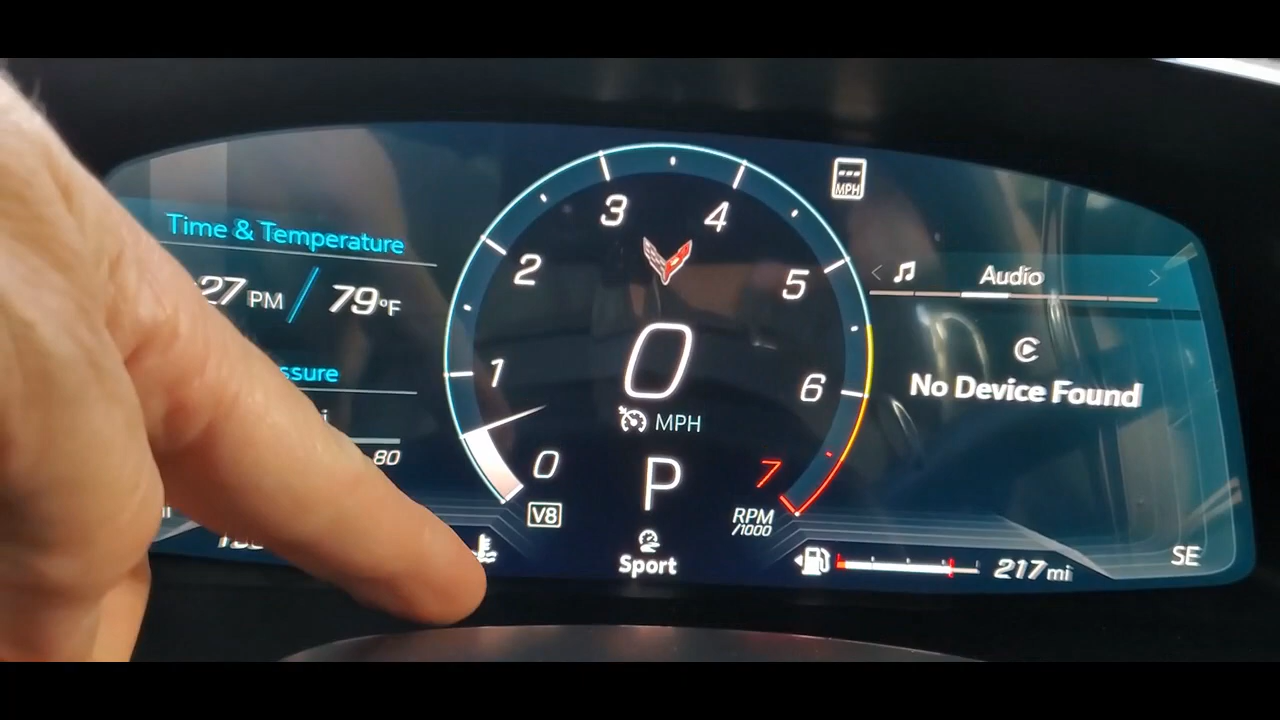 3
4
MPH
Time & Temperature
2
5
Audio
27 PM / 79°F
0
No Device Found
1
6
MPH
80
0
P
7
V8
RPM
/1000
Sport
217 mi
SE